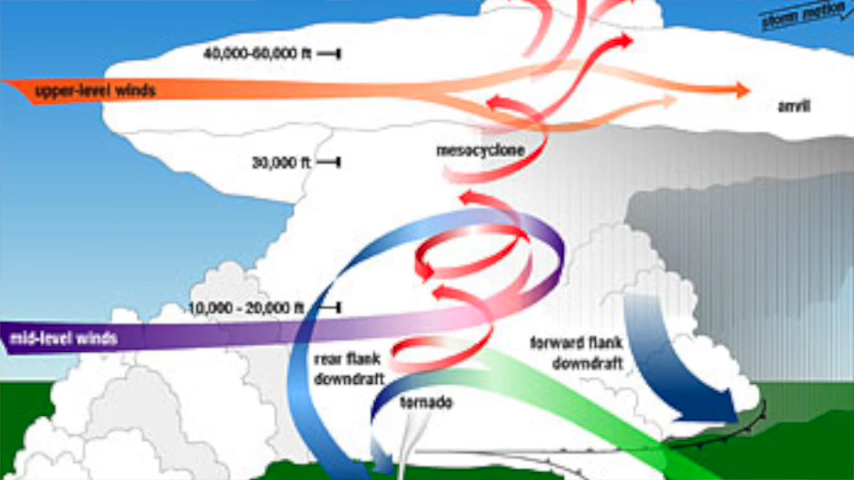 storm motion
40,000-60,000 ft
upper-level winds
anvil
mesocyclone
30,000 ft
10,000 - 20,000 ft
mid-level winds
rear flank
downdraft
forward flank
downdraft
tornado